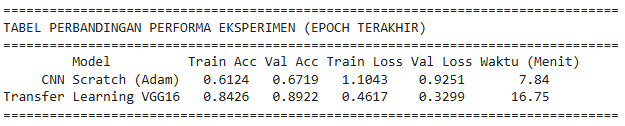 ================================================================================
TABEL PERBANDINGAN PERFORMA EKSPERIMEN (EPOCH TERAKHIR)
================================================================================
Model Train Acc Val Acc Train Loss Val Loss Waktu (Menit)
CNN Scratch (Adam) 0.6124 0.6719 1.1043 0.9251 7.84
Transfer Learning VGG16 0.8426 0.8922 0.4617 0.3299 16.75
================================================================================